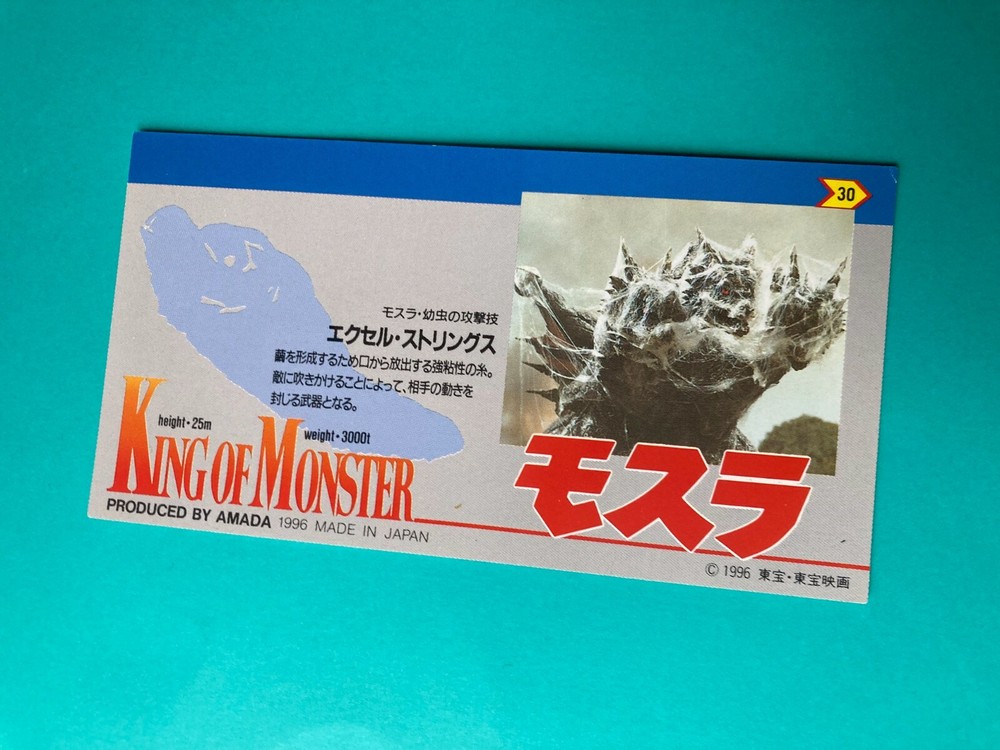 30
モスラ・幼虫の攻撃技
エクセル・ストリングス
繭を形成するため口から放出する強粘性の糸。
敵に吹きかけることによって、相手の動きを
封じる武器となる。
height・25m
weight・3000t
KING OF MONSTER
PRODUCED BY AMADA 1996 MADE IN JAPAN
モスラ
© 1996 東宝・東宝映画